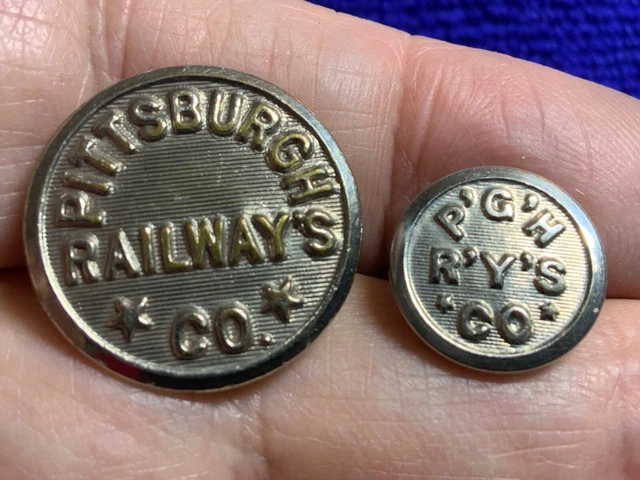 PITTSBURGH
RAILWAY'S
CO.
P'G'H
R'Y'S
CO